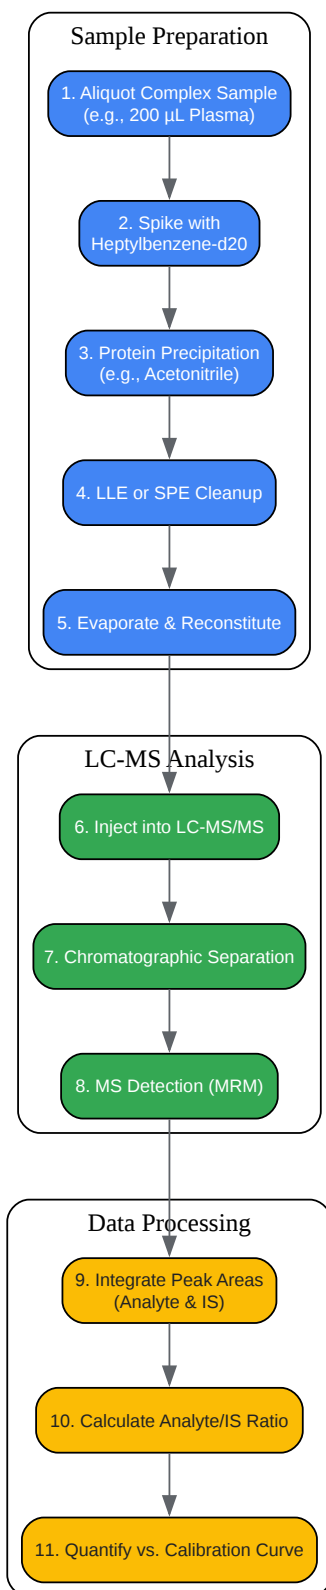 Sample Preparation
1. Aliquot Complex Sample
(e.g., 200 µL Plasma)
2. Spike with
Heptylbenzene-d20
3. Protein Precipitation
(e.g., Acetonitrile)
4. LLE or SPE Cleanup
5. Evaporate & Reconstitute
LC-MS Analysis
6. Inject into LC-MS/MS
7. Chromatographic Separation
8. MS Detection (MRM)
Data Processing
9. Integrate Peak Areas
(Analyte & IS)
10. Calculate Analyte/IS Ratio
11. Quantify vs. Calibration Curve